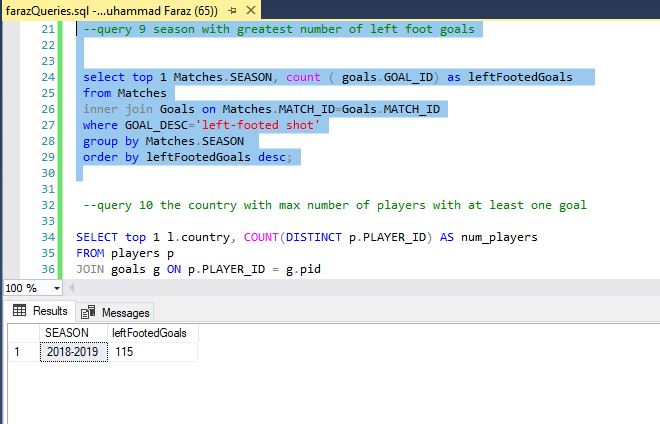 farazQueries.sql -...uhammad Faraz (65))
21 --query 9 season with greatest number of left foot goals
22
23
24 select top 1 Matches.SEASON, count ( goals.GOAL_ID) as leftFootedGoals
25 from Matches
26 inner join Goals on Matches.MATCH_ID=Goals.MATCH_ID
27 where GOAL_DESC='left-footed shot'
28 group by Matches.SEASON
29 order by leftFootedGoals desc;
30
31
32 --query 10 the country with max number of players with at least one goal
33
34 SELECT top 1 l.country, COUNT(DISTINCT p.PLAYER_ID) AS num_players
35 FROM players p
36 JOIN goals g ON p.PLAYER_ID = g.pid
100 %
Results Messages
SEASON leftFootedGoals
1 2018-2019 115